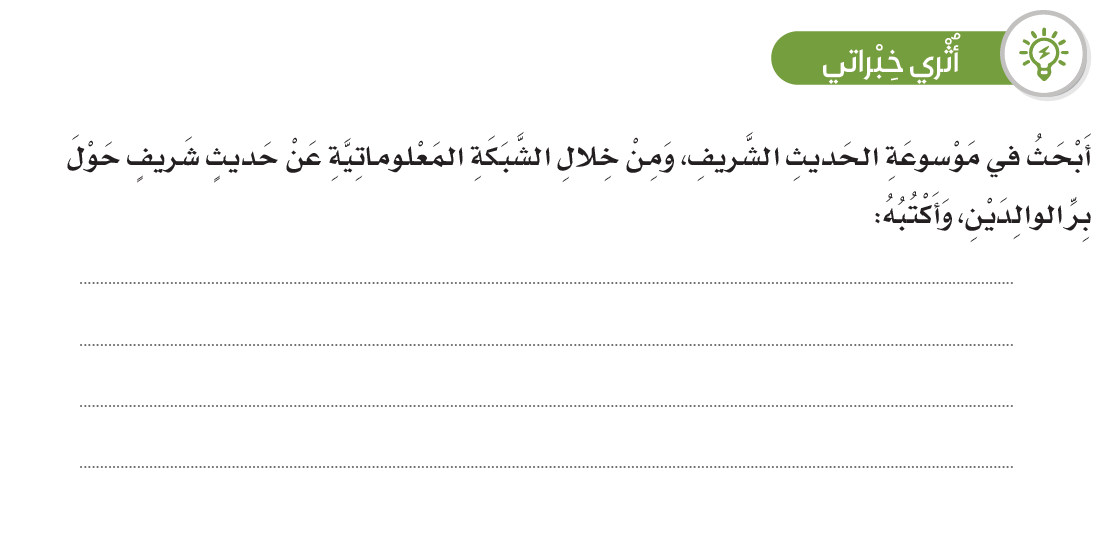 أُثْري خِبْراتي
أَبْحَثُ في مَوْسوعَةِ الحَديثِ الشَّريفِ، وَمِنْ خِلالِ الشَّبَكَةِ المَعْلوماتِيَّةِ عَنْ حَديثٍ شَريفٍ حَوْلَ
بِرِّ الوالِدَيْنِ، وَأَكْتُبُهُ: